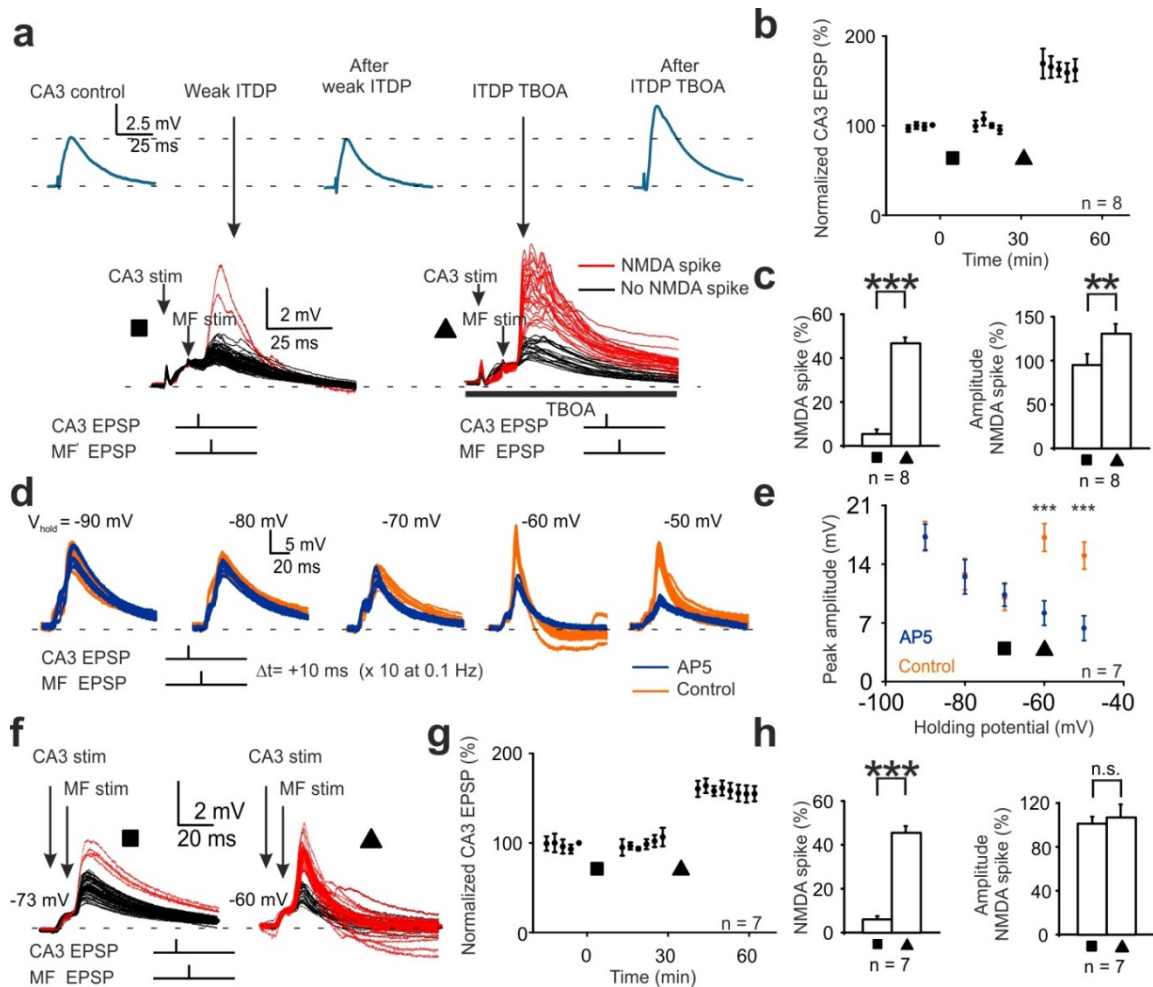 a
CA3 control
2.5 mV
25 ms
Weak ITDP
After
weak ITDP
ITDP TBOA
After
ITDP TBOA
CA3 stim
MF stim
2 mV
25 ms
CA3 stim
MF stim
NMDA spike
No NMDA spike
TBOA
CA3 EPSP
MF EPSP
CA3 EPSP
MF EPSP
b
Normalized CA3 EPSP (%)
200
100
0
0 30 60
Time (min)
n = 8
c
NMDA spike (%)
60
40
20
0
***
n = 8
Amplitude
NMDA spike (%)
150
100
50
0
**
n = 8
d
Vhold = -90 mV
-80 mV
-70 mV
-60 mV
-50 mV
5 mV
20 ms
CA3 EPSP
MF EPSP
Δt= +10 ms (x 10 at 0.1 Hz)
AP5
Control
e
Peak amplitude (mV)
21
14
7
0
*** ***
AP5
Control
n = 7
-100 -80 -60 -40
Holding potential (mV)
f
CA3 stim
MF stim
2 mV
20 ms
CA3 stim
MF stim
-73 mV
-60 mV
CA3 EPSP
MF EPSP
g
Normalized CA3 EPSP (%)
200
100
0
0 30 60
Time (min)
n = 7
h
NMDA spike (%)
60
40
20
0
***
n = 7
Amplitude
NMDA spike (%)
120
80
40
0
n.s.
n = 7